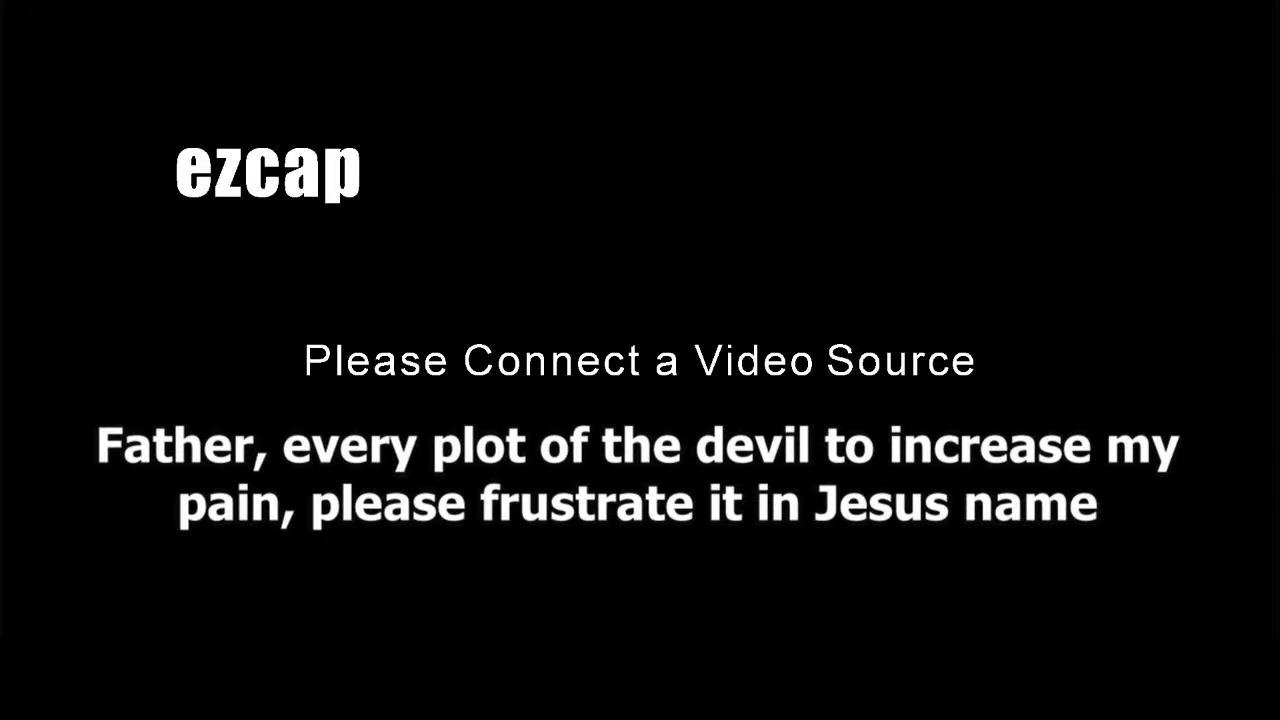 ezcap
Please Connect a Video Source
Father, every plot of the devil to increase my
pain, please frustrate it in Jesus name